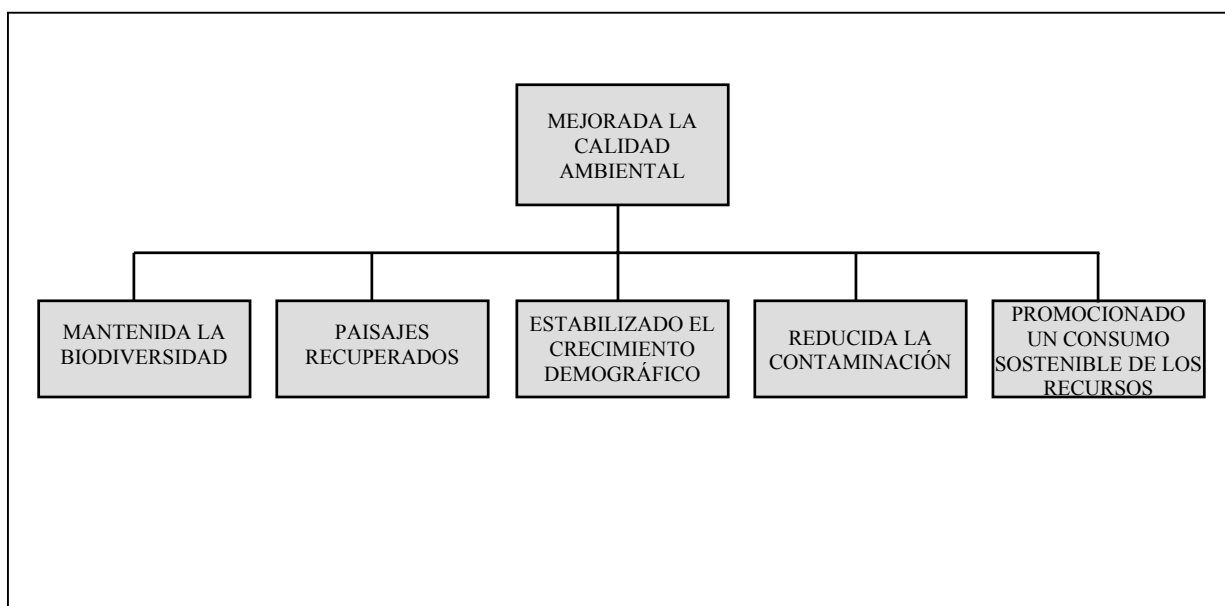 MEJORADA LA
CALIDAD
AMBIENTAL
MANTENIDA LA
BIODIVERSIDAD
PAISAJES
RECUPERADOS
ESTABILIZADO EL
CRECIMIENTO
DEMOGRÁFICO
REDUCIDA LA
CONTAMINACIÓN
PROMOCIONADO
UN CONSUMO
SOSTENIBLE DE LOS
RECURSOS